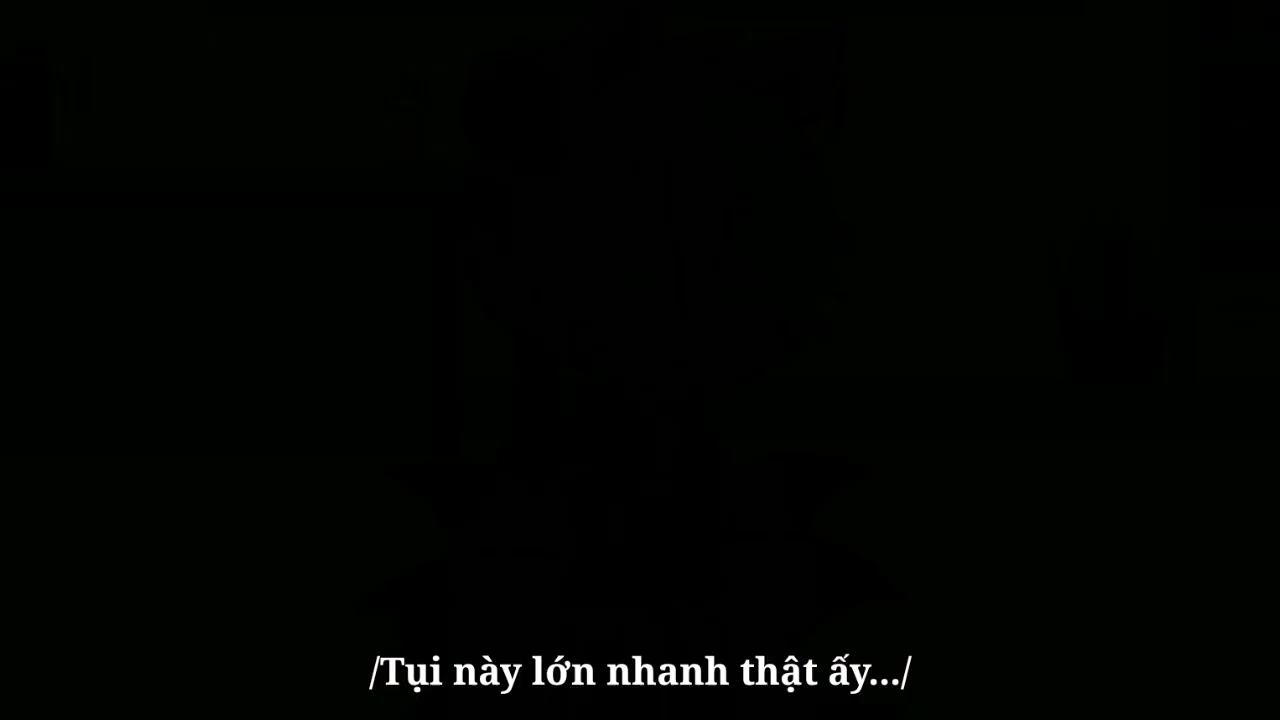 /Tụi này lớn nhanh thật ấy.../